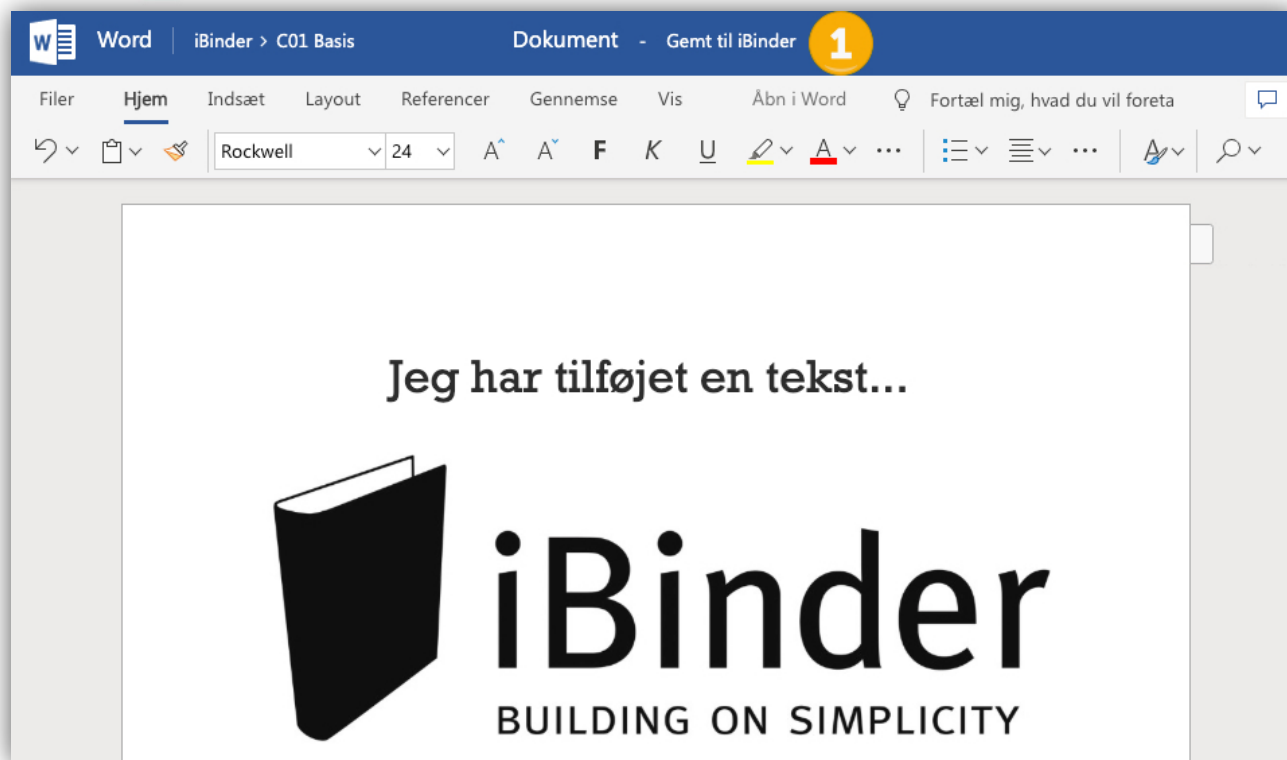 W Word iBinder > C01 Basis Dokument - Gemt til iBinder 1
Filer Hjem Indsæt Layout Referencer Gennemse Vis Åbn i Word Fortæl mig, hvad du vil foreta
Rockwell 24 A A F K U A ... ... A
Jeg har tilføjet en tekst...
iBinder
BUILDING ON SIMPLICITY